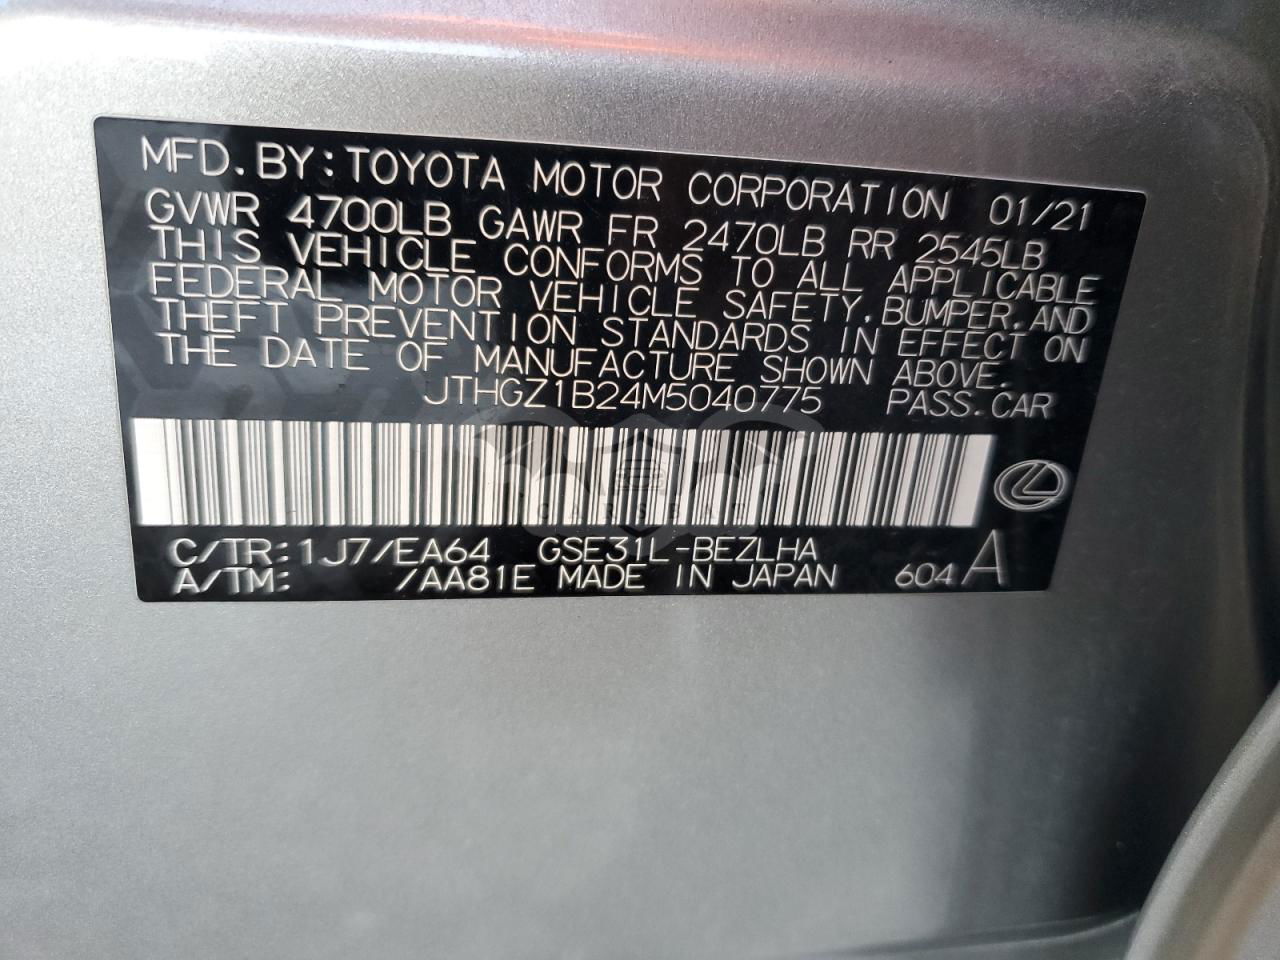 MFD. BY: TOYOTA MOTOR CORPORATION 01/21
GVWR 4700LB GAWR FR 2470LB RR 2545LB
THIS VEHICLE CONFORMS TO ALL APPLICABLE
FEDERAL MOTOR VEHICLE SAFETY, BUMPER, AND
THEFT PREVENTION STANDARDS IN EFFECT ON
THE DATE OF MANUFACTURE SHOWN ABOVE.
JTHGZ1B24M5040775 PASS. CAR
CARSBAT
C/TR: 1J7/EA64 GSE31L-BEZLHA
A/TM: /AA81E MADE IN JAPAN 604 A